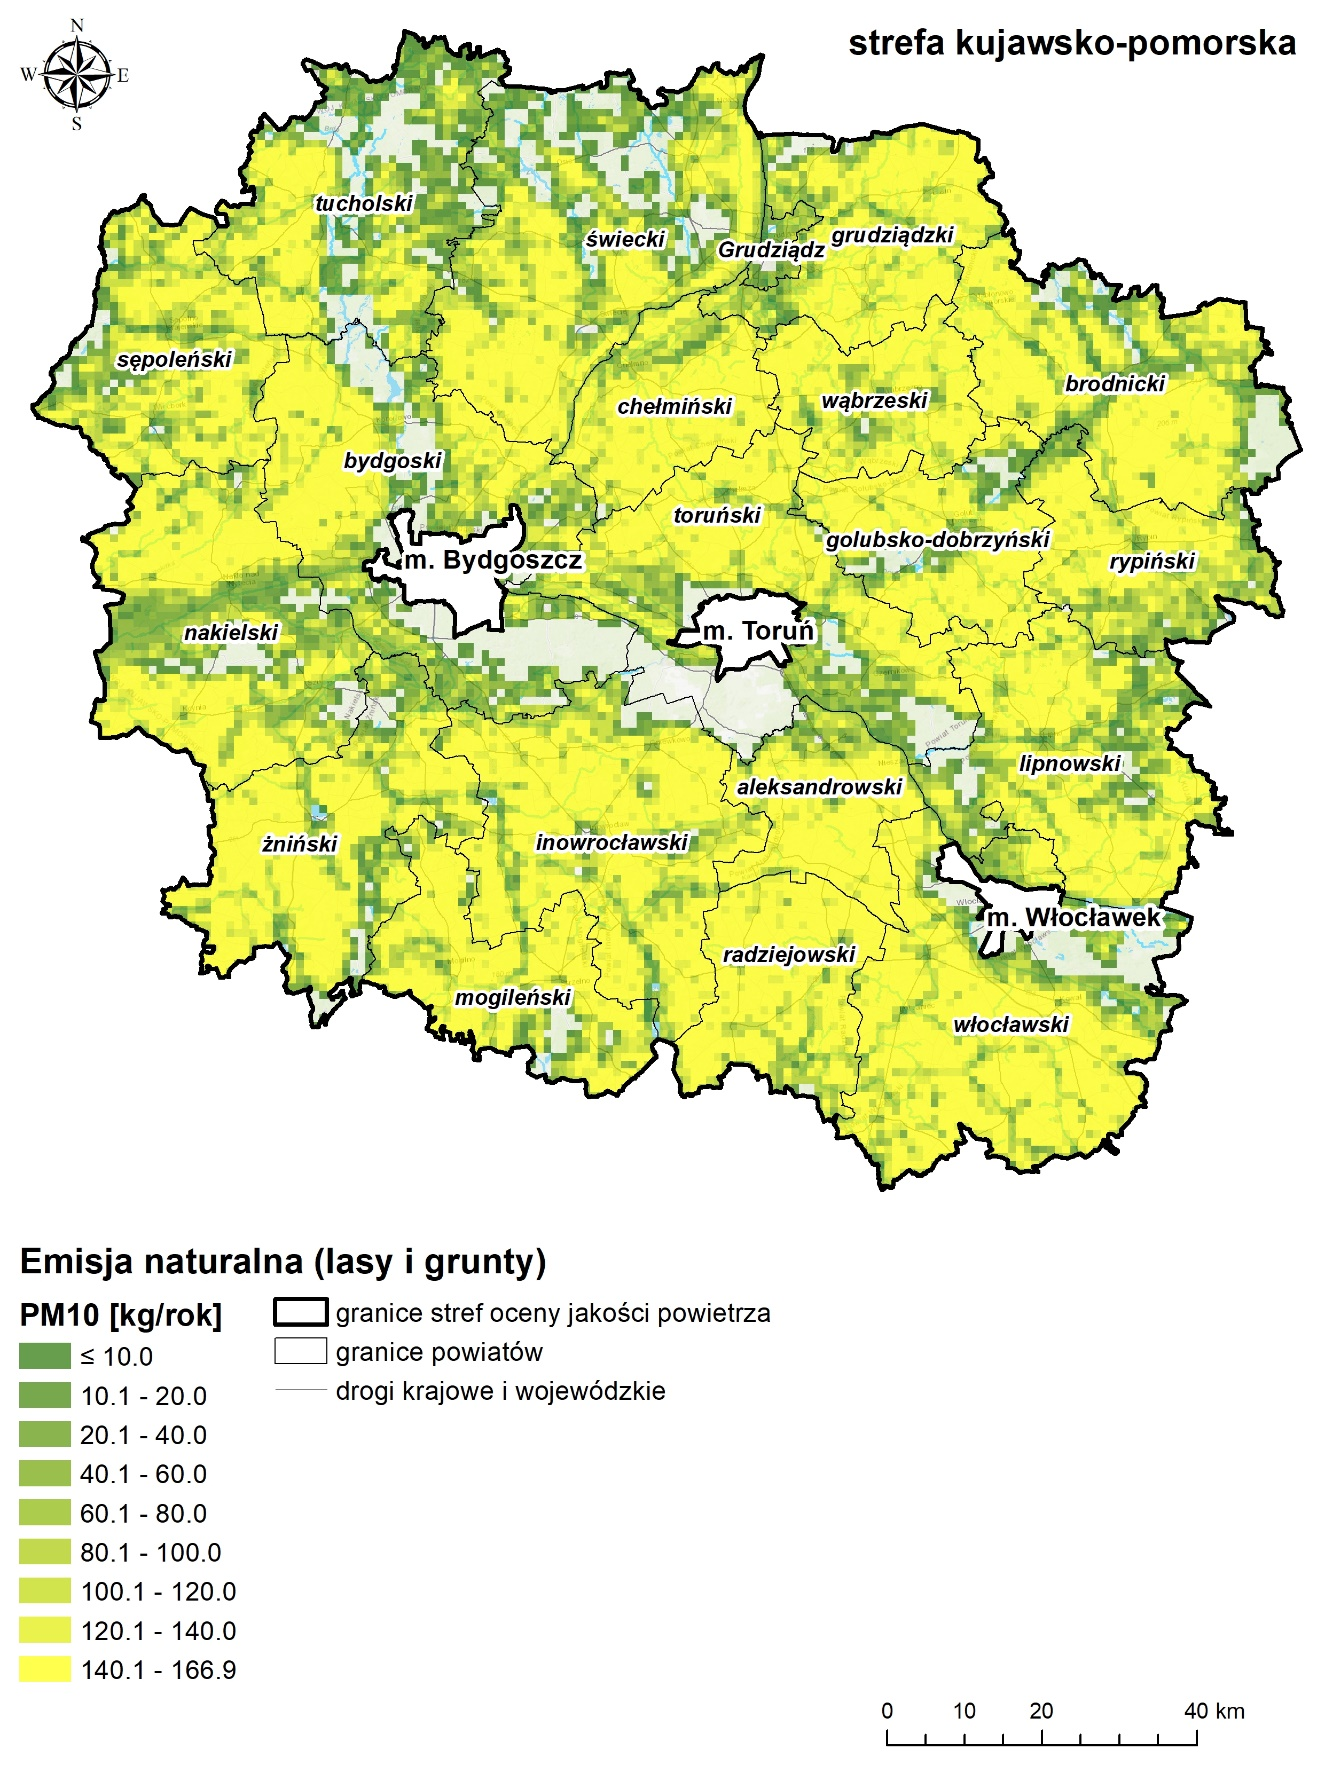 strefa kujawsko-pomorska
N
W E
S
tucholski
świecki
Grudziądz
grudziądzki
sępoleński
brodnicki
chełmiński
wąbrzeski
bydgoski
toruński
golubsko-dobrzyński
m. Bydgoszcz
rypiński
nakielski
m. Toruń
lipnowski
aleksandrowski
żniński
inowrocławski
m. Włocławek
radziejowski
mogileński
włocławski
Emisja naturalna (lasy i grunty)
PM10 [kg/rok]
≤ 10.0
10.1 - 20.0
20.1 - 40.0
40.1 - 60.0
60.1 - 80.0
80.1 - 100.0
100.1 - 120.0
120.1 - 140.0
140.1 - 166.9
granice stref oceny jakości powietrza
granice powiatów
drogi krajowe i wojewódzkie
0 10 20 40 km